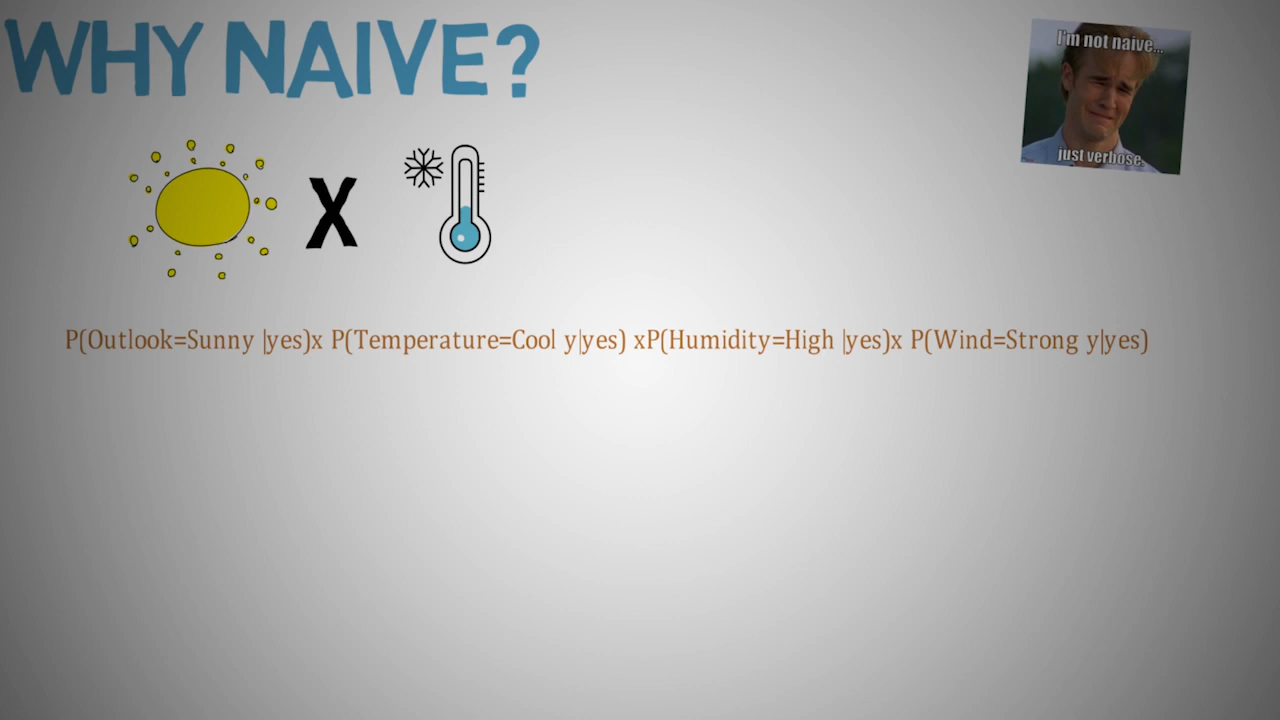 WHY NAIVE?
I'm not naive...
just verbose.
X
P(Outlook=Sunny |yes)x P(Temperature=Cool y|yes) xP(Humidity=High |yes)x P(Wind=Strong y|yes)